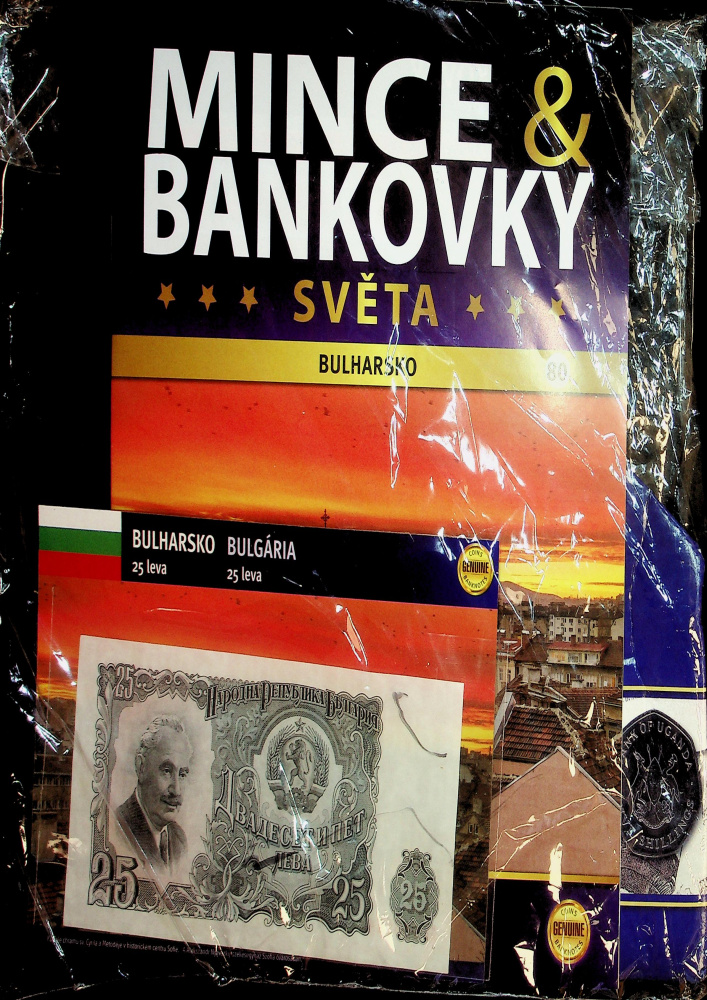 MINCE &
BANKOVKY
SVĚTA
BULHARSKO 80
BULHARSKO BULGÁRIA
25 leva 25 leva
COINS
GENUINE
BANKNOTES
25
НАРОДНА РЕПУБЛИКА БЪЛГАРИЯ
ДВАДЕСЕТ И ПЕТ
ЛЕВА
25
25
25
OF UGANDA
SHILLINGS
COINS
GENUINE
BANKNOTES